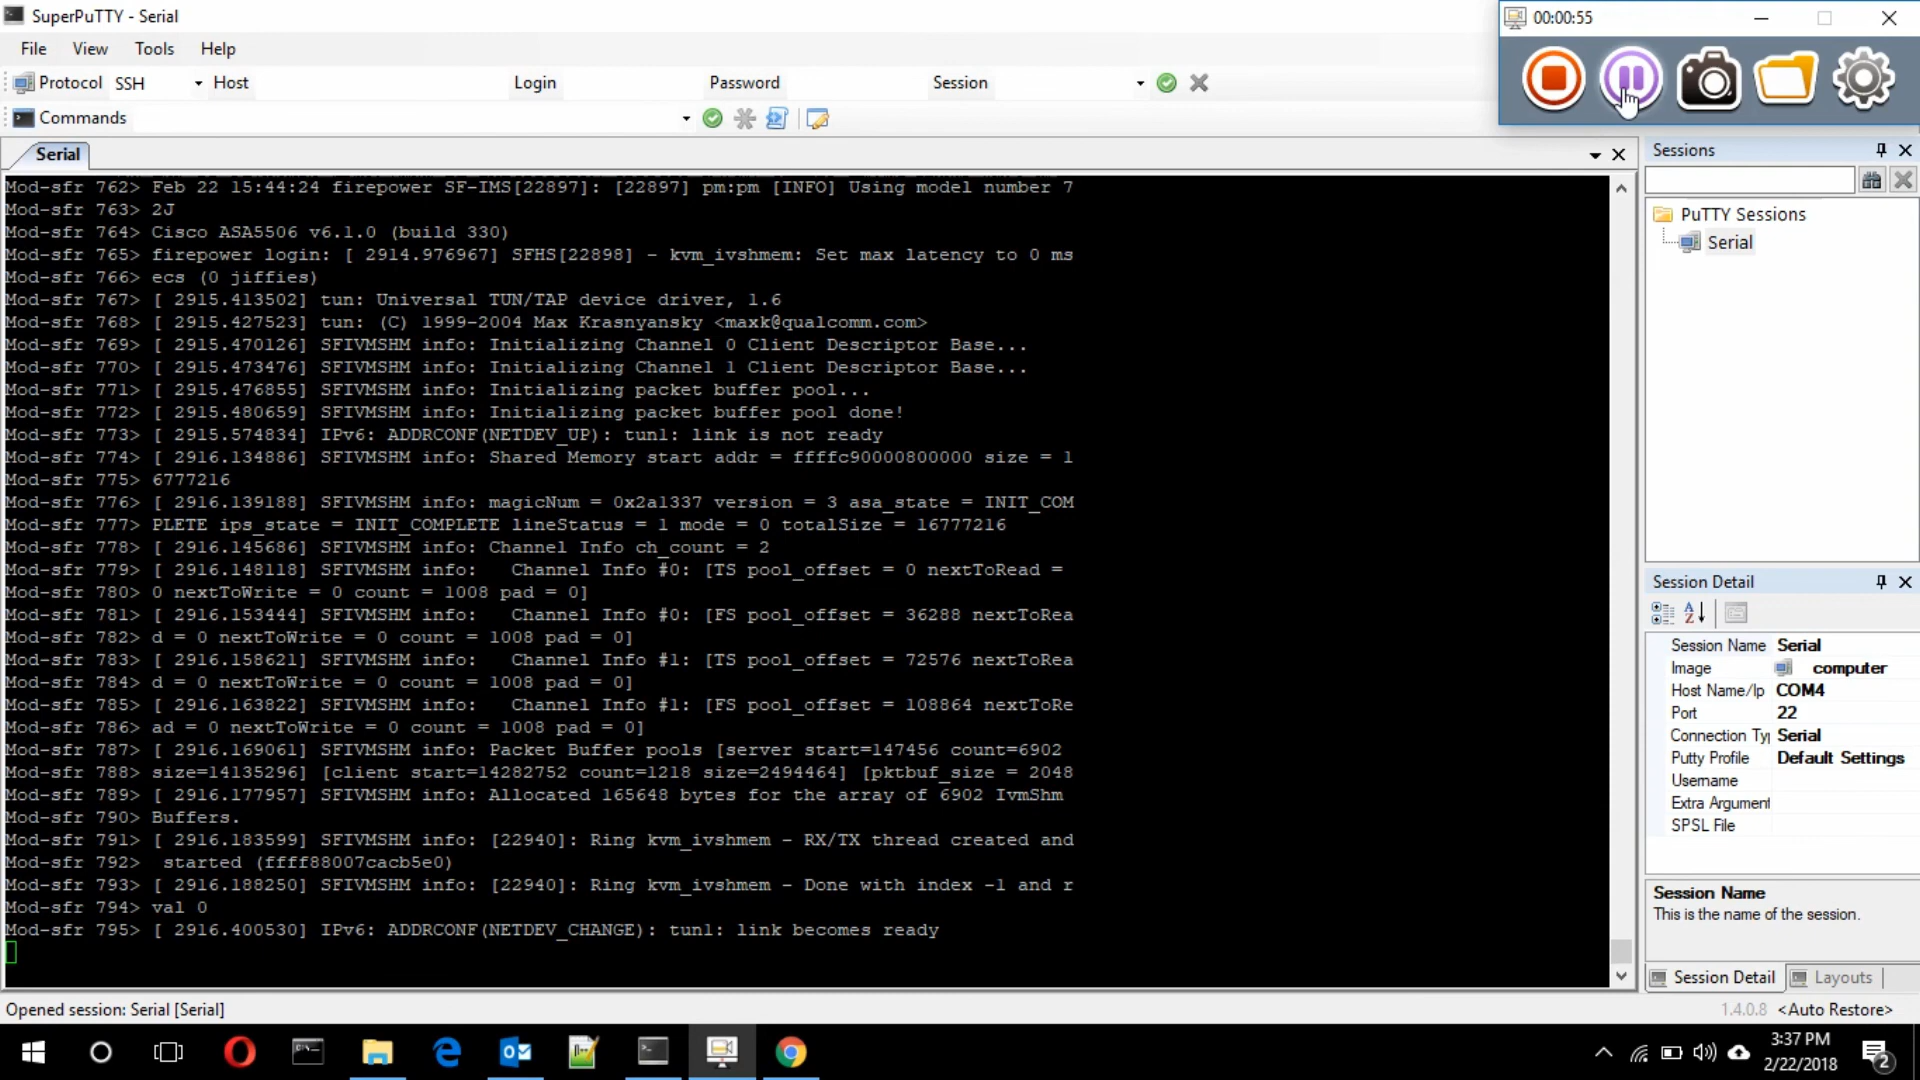 SuperPuTTY - Serial
00:00:55
File View Tools Help
Protocol SSH Host Login Password Session
Commands
Serial
Mod-sfr 762> Feb 22 15:44:24 firepower SF-IMS[22897]: [22897] pm:pm [INFO] Using model number 7
Mod-sfr 763> 2J
Mod-sfr 764> Cisco ASA5506 v6.1.0 (build 330)
Mod-sfr 765> firepower login: [ 2914.976967] SFHS[22898] - kvm_ivshmem: Set max latency to 0 ms
Mod-sfr 766> ecs (0 jiffies)
Mod-sfr 767> [ 2915.413502] tun: Universal TUN/TAP device driver, 1.6
Mod-sfr 768> [ 2915.427523] tun: (C) 1999-2004 Max Krasnyansky <maxk@qualcomm.com>
Mod-sfr 769> [ 2915.470126] SFIVMSHM info: Initializing Channel 0 Client Descriptor Base...
Mod-sfr 770> [ 2915.473476] SFIVMSHM info: Initializing Channel 1 Client Descriptor Base...
Mod-sfr 771> [ 2915.476855] SFIVMSHM info: Initializing packet buffer pool...
Mod-sfr 772> [ 2915.480659] SFIVMSHM info: Initializing packet buffer pool done!
Mod-sfr 773> [ 2915.574834] IPv6: ADDRCONF(NETDEV_UP): tun1: link is not ready
Mod-sfr 774> [ 2916.134886] SFIVMSHM info: Shared Memory start addr = ffffc90000800000 size = 1
Mod-sfr 775> 6777216
Mod-sfr 776> [ 2916.139188] SFIVMSHM info: magicNum = 0x2a1337 version = 3 asa_state = INIT_COM
Mod-sfr 777> PLETE ips_state = INIT_COMPLETE lineStatus = 1 mode = 0 totalSize = 16777216
Mod-sfr 778> [ 2916.145686] SFIVMSHM info: Channel Info ch_count = 2
Mod-sfr 779> [ 2916.148118] SFIVMSHM info:   Channel Info #0: [TS pool_offset = 0 nextToRead =
Mod-sfr 780> 0 nextToWrite = 0 count = 1008 pad = 0]
Mod-sfr 781> [ 2916.153444] SFIVMSHM info:   Channel Info #0: [FS pool_offset = 36288 nextToRea
Mod-sfr 782> d = 0 nextToWrite = 0 count = 1008 pad = 0]
Mod-sfr 783> [ 2916.158621] SFIVMSHM info:   Channel Info #1: [TS pool_offset = 72576 nextToRea
Mod-sfr 784> d = 0 nextToWrite = 0 count = 1008 pad = 0]
Mod-sfr 785> [ 2916.163822] SFIVMSHM info:   Channel Info #1: [FS pool_offset = 108864 nextToRe
Mod-sfr 786> ad = 0 nextToWrite = 0 count = 1008 pad = 0]
Mod-sfr 787> [ 2916.169061] SFIVMSHM info: Packet Buffer pools [server start=147456 count=6902
Mod-sfr 788> size=14135296] [client start=14282752 count=1218 size=2494464] [pktbuf_size = 2048
Mod-sfr 789> [ 2916.177957] SFIVMSHM info: Allocated 165648 bytes for the array of 6902 IvmShm
Mod-sfr 790> Buffers.
Mod-sfr 791> [ 2916.183599] SFIVMSHM info: [22940]: Ring kvm_ivshmem - RX/TX thread created and
Mod-sfr 792>  started (ffff88007cacb5e0)
Mod-sfr 793> [ 2916.188250] SFIVMSHM info: [22940]: Ring kvm_ivshmem - Done with index -1 and r
Mod-sfr 794> val 0
Mod-sfr 795> [ 2916.400530] IPv6: ADDRCONF(NETDEV_CHANGE): tun1: link becomes ready
Sessions
PuTTY Sessions
Serial
Session Detail
Session Name Serial
Image computer
Host Name/Ip COM4
Port 22
Connection Ty Serial
Putty Profile Default Settings
Username
Extra Argument
SPSL File
Session Name
This is the name of the session.
Session Detail Layouts
Opened session: Serial [Serial]
1.4.0.8 <Auto Restore>
3:37 PM
2/22/2018
2